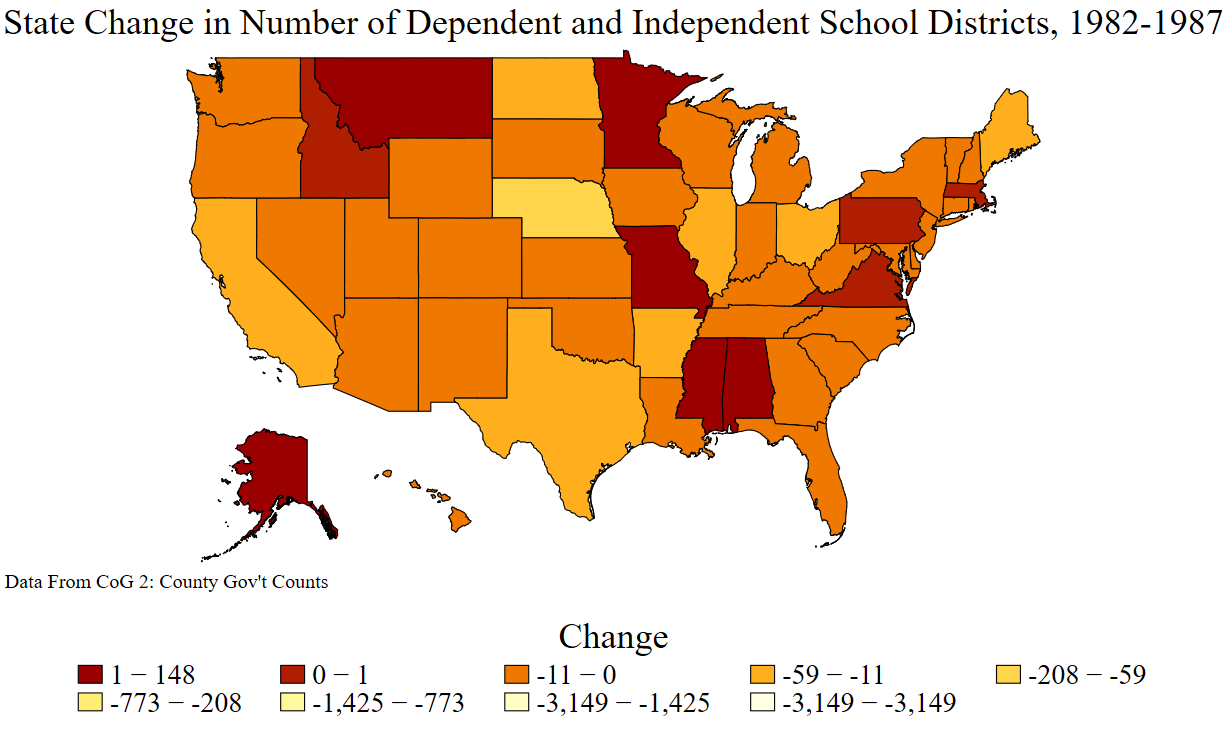 State Change in Number of Dependent and Independent School Districts, 1982-1987
Data From CoG 2: County Gov't Counts
Change
1 − 148 0 − 1 -11 − 0 -59 − -11 -208 − -59
-773 − -208 -1,425 − -773 -3,149 − -1,425 -3,149 − -3,149